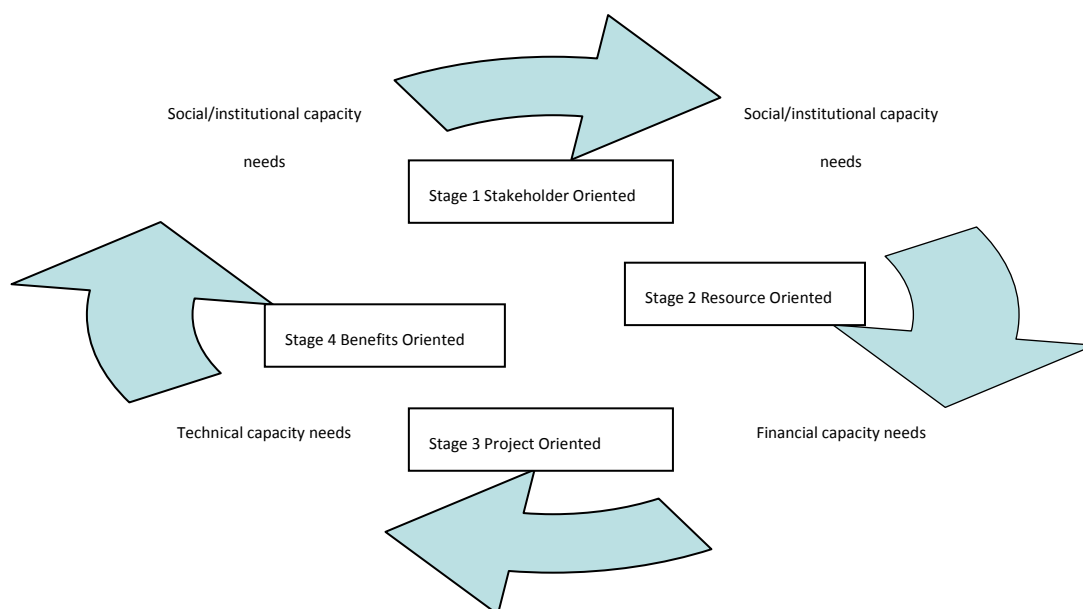 Social/institutional capacity
needs
Social/institutional capacity
needs
Stage 1 Stakeholder Oriented
Stage 2 Resource Oriented
Stage 4 Benefits Oriented
Technical capacity needs
Stage 3 Project Oriented
Financial capacity needs